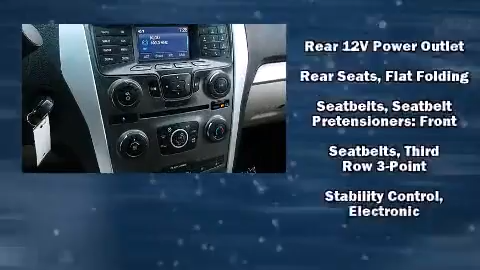 Rear 12V Power Outlet
Rear Seats, Flat Folding
Seatbelts, Seatbelt
Pretensioners: Front
Seatbelts, Third
Row 3-Point
Stability Control,
Electronic